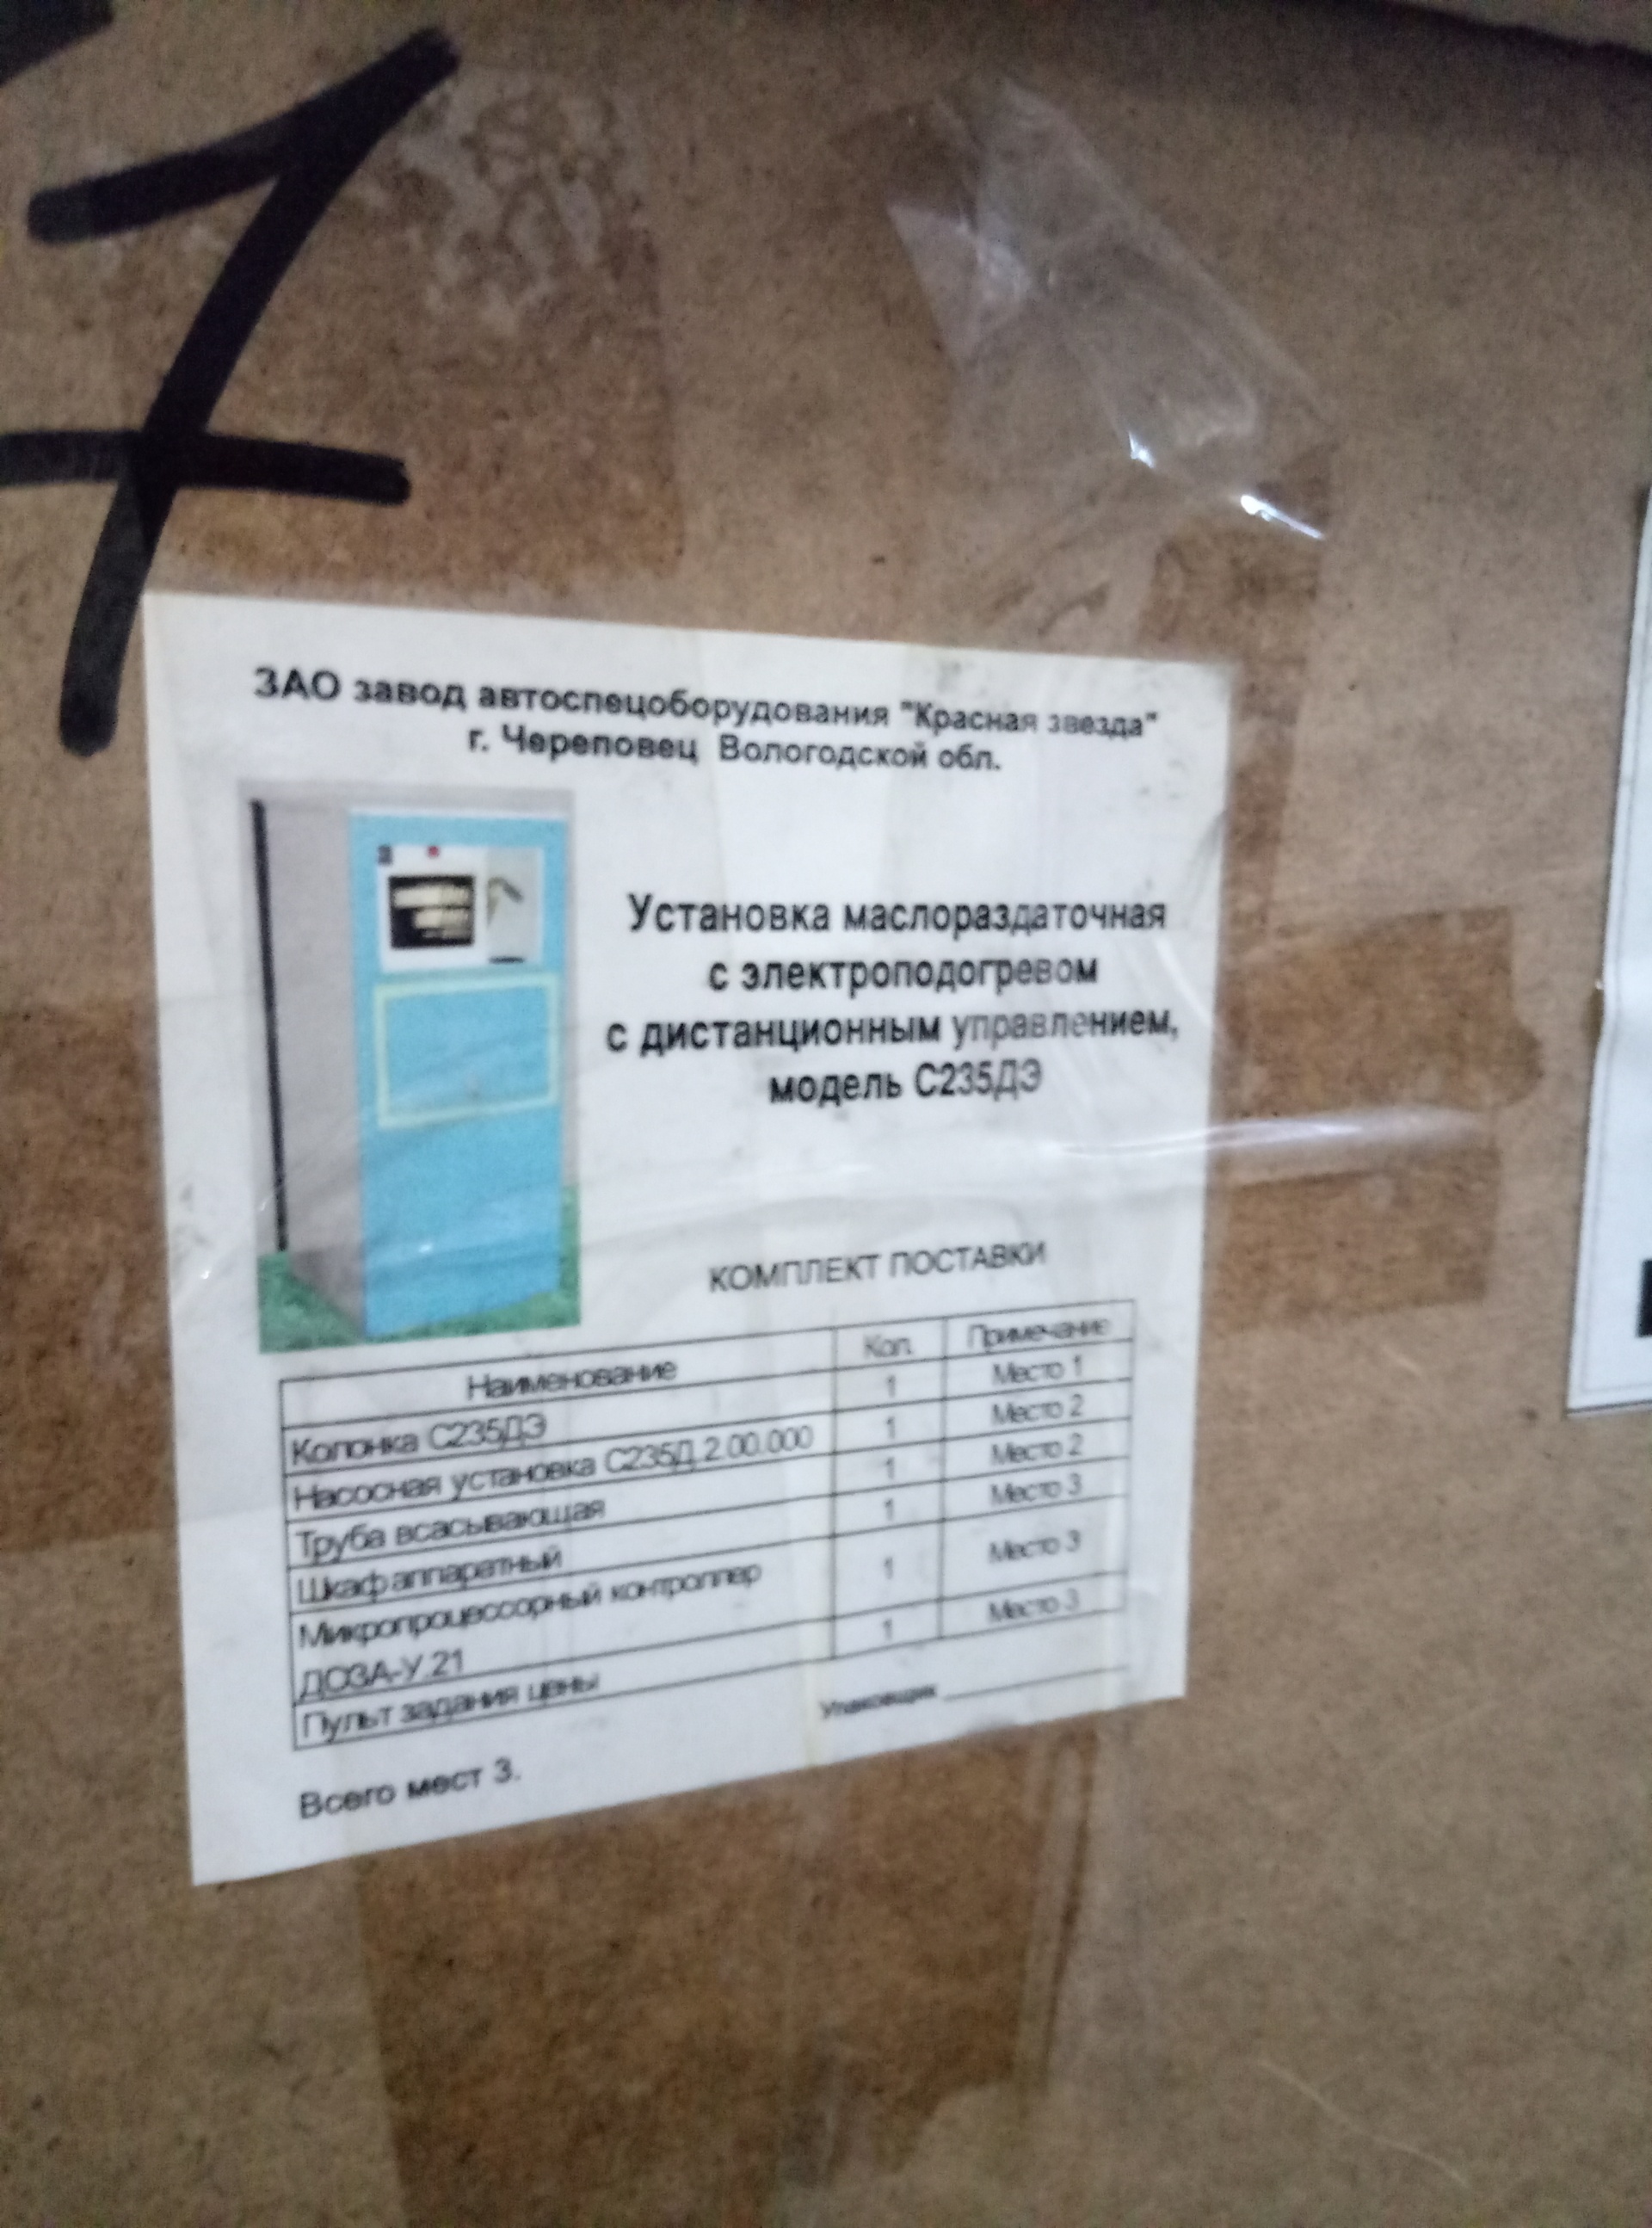 7
ЗАО завод автоспецоборудования "Красная звезда"
г. Череповец Вологодской обл.
Установка маслораздаточная
с электроподогревом
с дистанционным управлением,
модель С235ДЭ
КОМПЛЕКТ ПОСТАВКИ
Наименование Кол. Примечание
Колонка С235ДЭ 1 Место 1
Насосная установка С235Д.2.00.000 1 Место 2
Труба всасывающая 1 Место 2
Шкаф аппаратный 1 Место 3
Микропроцессорный контроллер 1 Место 3
ДОЗА-У.21
Пульт задания цены 1 Место 3
Упаковщик
Всего мест 3.